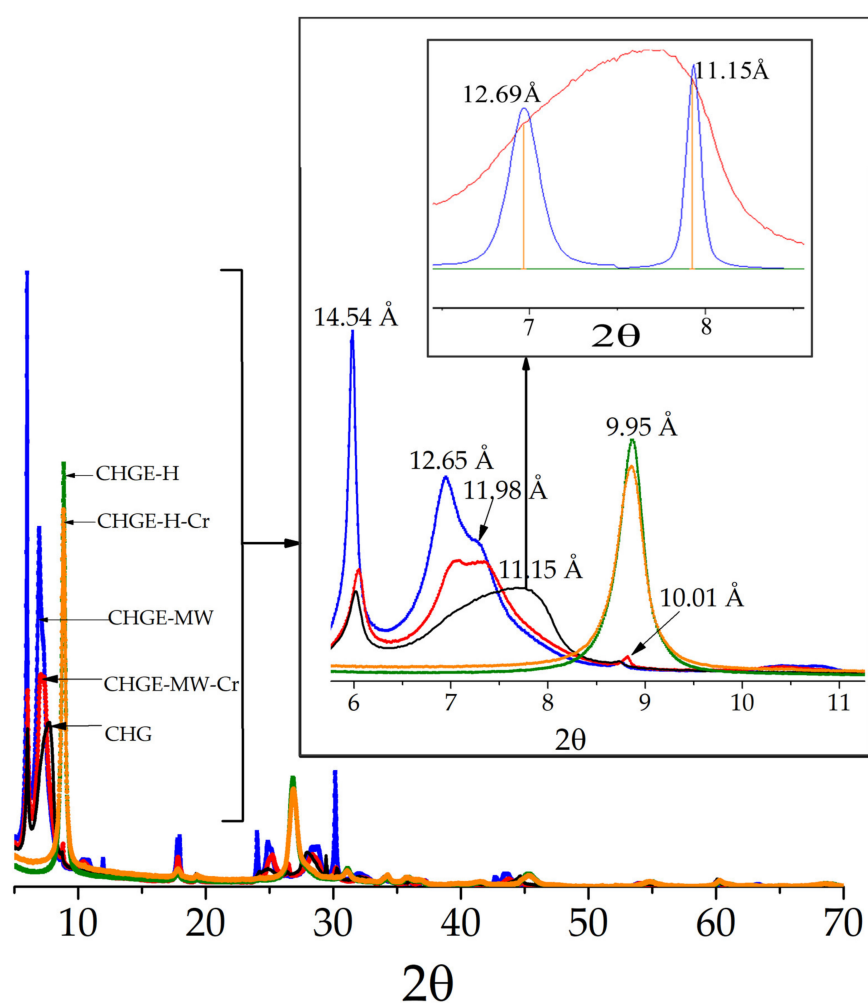 12.69Å
11.15Å
7
8
2θ
14.54 Å
12.65 Å
11.98 Å
11.15 Å
9.95 Å
10.01 Å
6
7
8
9
10
11
2θ
CHGE-H
CHGE-H-Cr
CHGE-MW
CHGE-MW-Cr
CHG
10
20
30
40
50
60
70
2θ